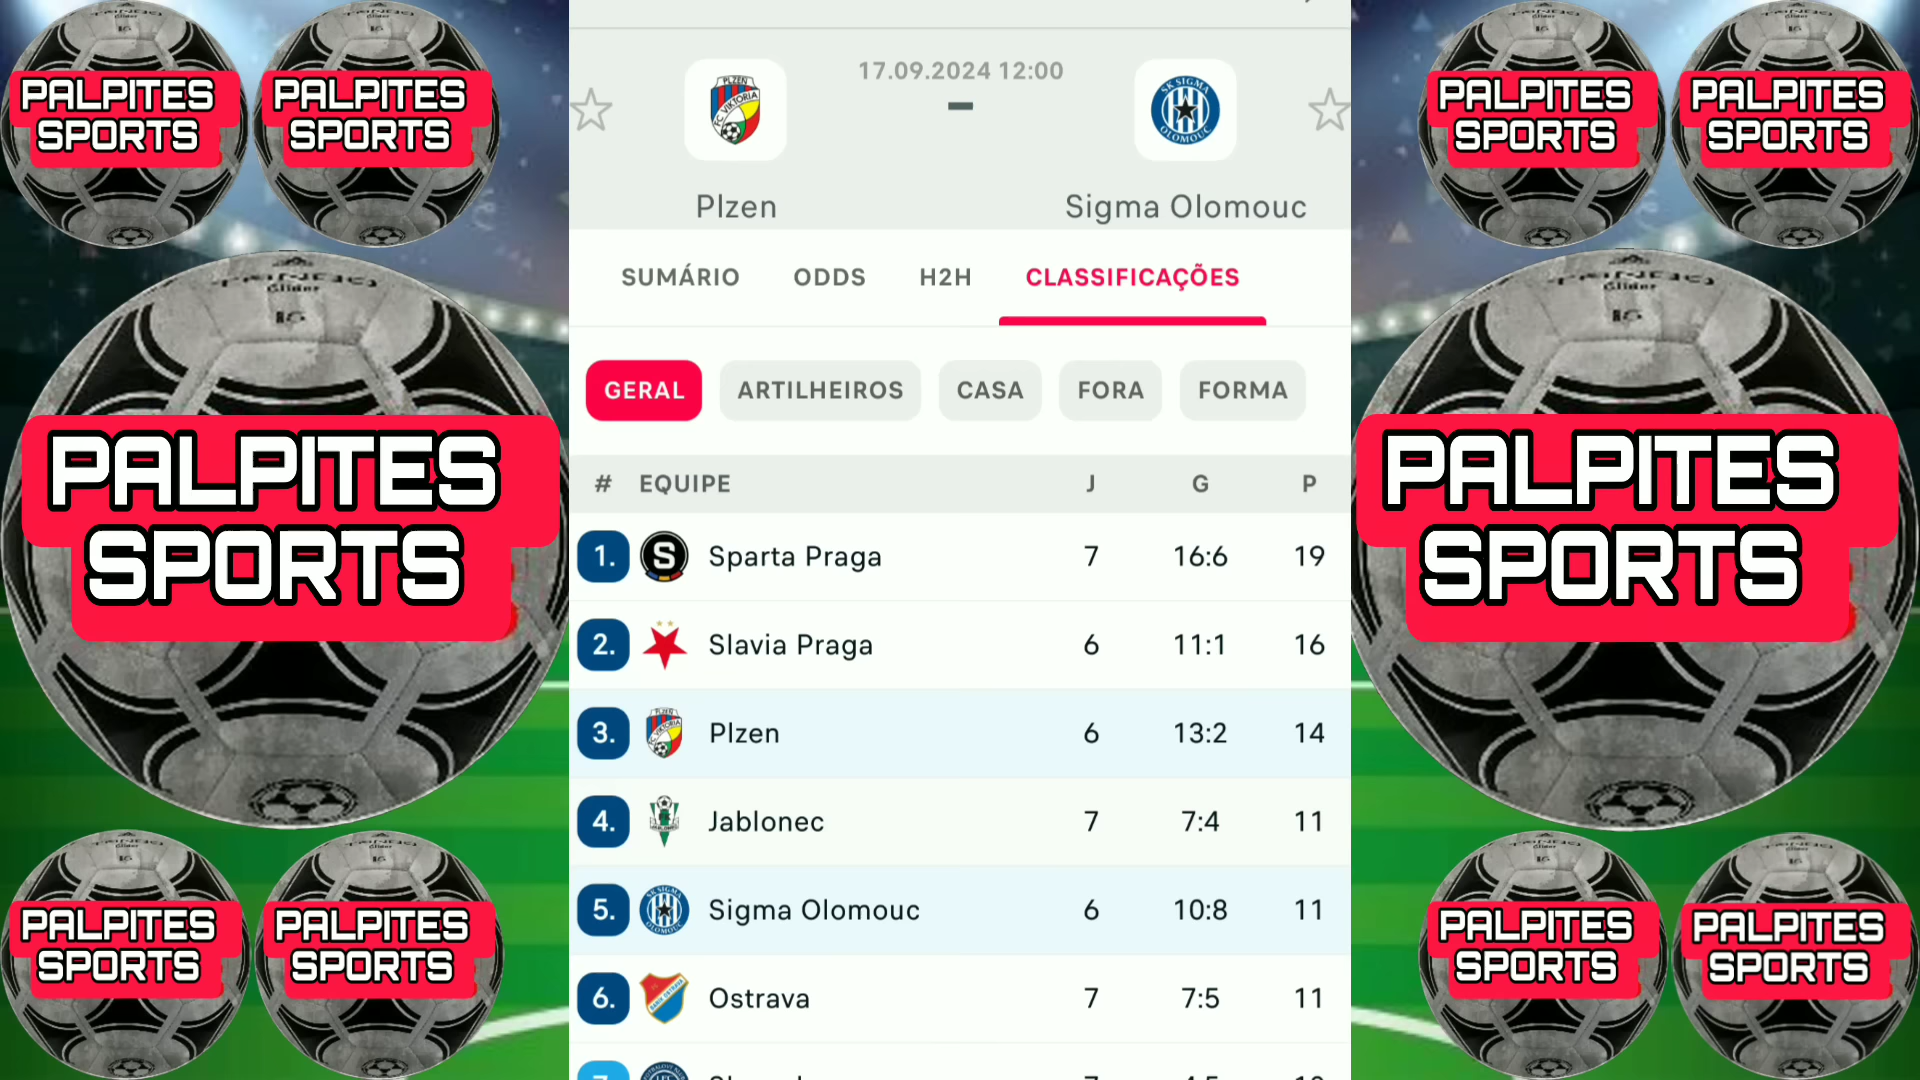 PALPITES
SPORTS
PALPITES
SPORTS
PALPITES
SPORTS
PALPITES
SPORTS
PALPITES
SPORTS
PALPITES
SPORTS
17.09.2024 12:00
-
Plzen
Sigma Olomouc
SUMÁRIO ODDS H2H CLASSIFICAÇÕES
GERAL ARTILHEIROS CASA FORA FORMA
# EQUIPE J G P
1. Sparta Praga 7 16:6 19
2. Slavia Praga 6 11:1 16
3. Plzen 6 13:2 14
4. Jablonec 7 7:4 11
5. Sigma Olomouc 6 10:8 11
6. Ostrava 7 7:5 11
PALPITES
SPORTS
PALPITES
SPORTS
PALPITES
SPORTS
PALPITES
SPORTS